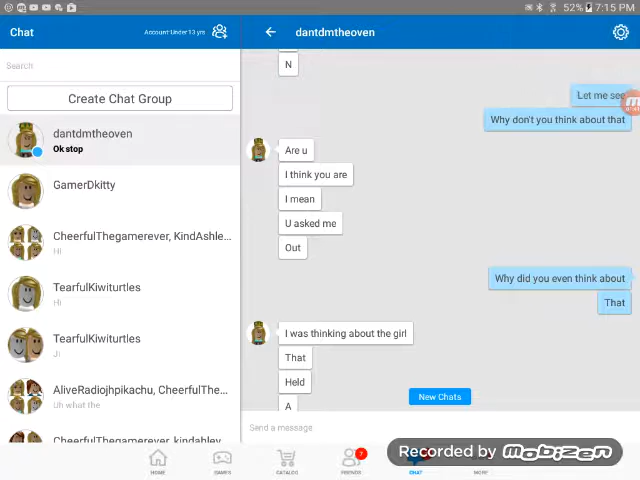 52% 7:15 PM
Chat
Account: Under 13 yrs
dantdmtheoven
Search
Create Chat Group
dantdmtheoven
Ok stop
GamerDkitty
CheerfulThegamerever, KindAshle...
Hi
TearfulKiwiturtles
Hi
TearfulKiwiturtles
Ji
AliveRadiojhpikachu, CheerfulThe...
Uh what the
CheerfulThegamerever, kindahley
N
Let me see
Why don't you think about that
Are u
I think you are
I mean
U asked me
Out
Why did you even think about
That
I was thinking about the girl
That
Held
A
New Chats
Send a message
HOME
GAMES
CATALOG
7
FRIENDS
CHAT
MORE
Recorded by Mobizen